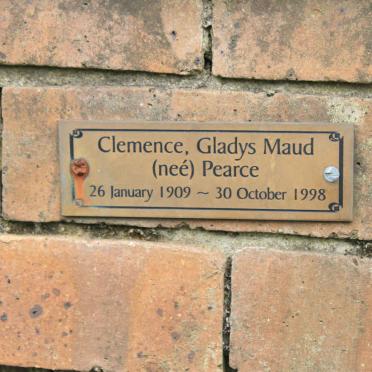 Clemence, Gladys Maud
(neé) Pearce
26 January 1909 ~ 30 October 1998